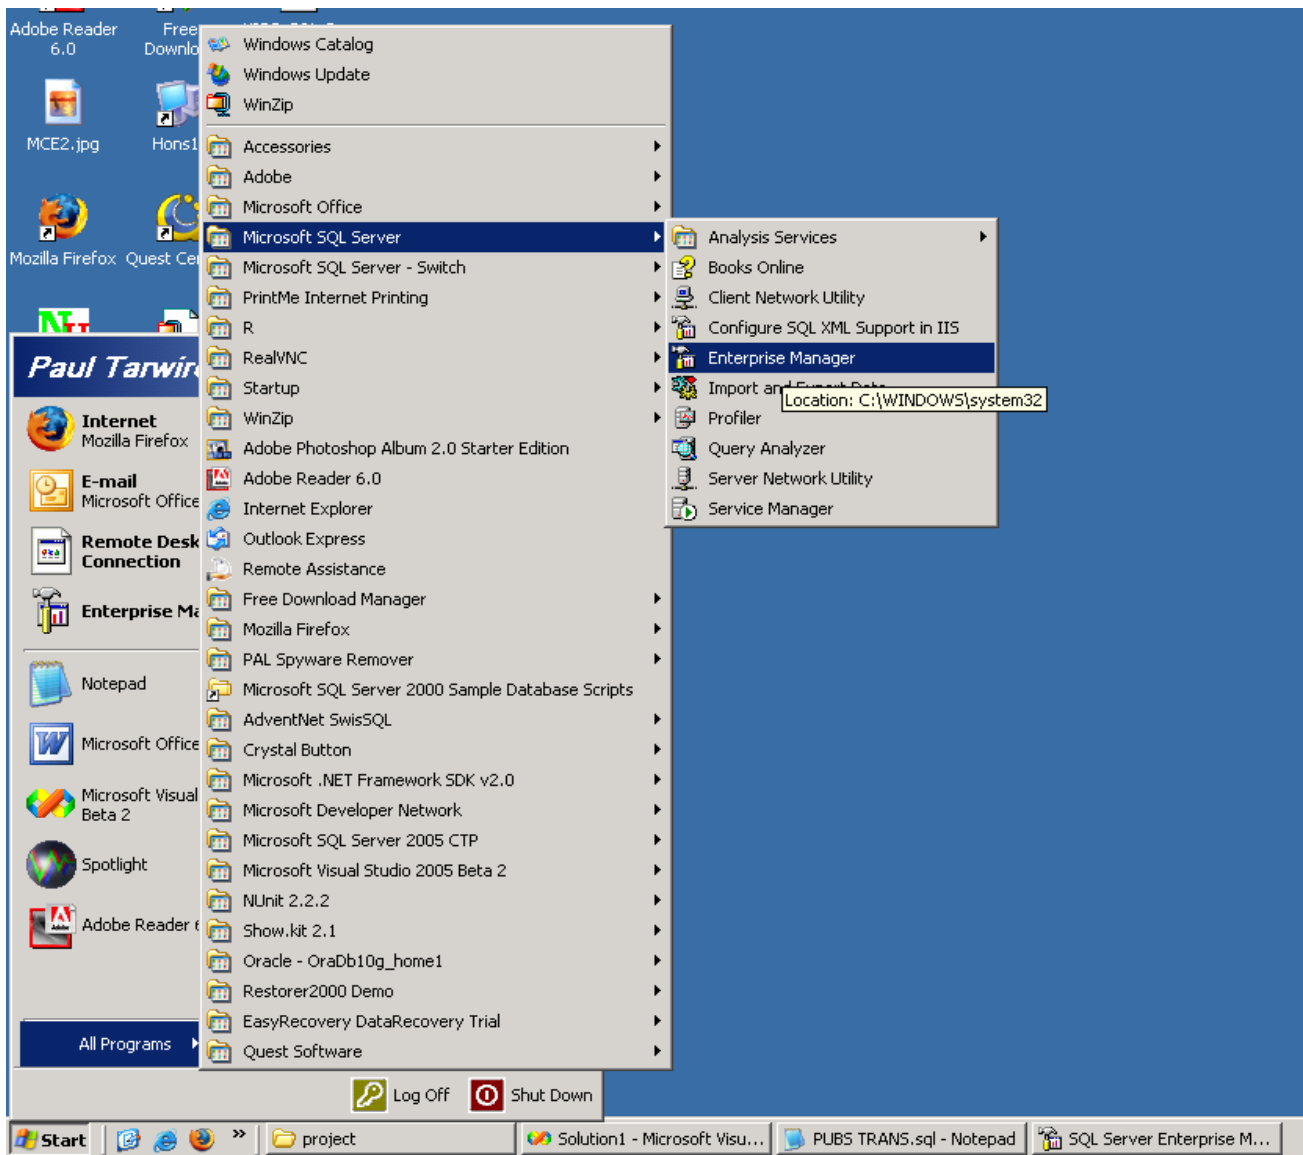 Adobe Reader
6.0
Free
Downlo
MCE2.jpg
Hons1
Mozilla Firefox
Quest Ce
Windows Catalog
Windows Update
WinZip
Accessories
Adobe
Microsoft Office
Microsoft SQL Server
Microsoft SQL Server - Switch
PrintMe Internet Printing
R
RealVNC
Startup
WinZip
Adobe Photoshop Album 2.0 Starter Edition
Adobe Reader 6.0
Internet Explorer
Outlook Express
Remote Assistance
Free Download Manager
Mozilla Firefox
PAL Spyware Remover
Microsoft SQL Server 2000 Sample Database Scripts
AdventNet SwisSQL
Crystal Button
Microsoft .NET Framework SDK v2.0
Microsoft Developer Network
Microsoft SQL Server 2005 CTP
Microsoft Visual Studio 2005 Beta 2
NUnit 2.2.2
Show.kit 2.1
Oracle - OraDb10g_home1
Restorer2000 Demo
EasyRecovery DataRecovery Trial
Quest Software
Analysis Services
Books Online
Client Network Utility
Configure SQL XML Support in IIS
Enterprise Manager
Import and Export Data
Location: C:\WINDOWS\system32
Profiler
Query Analyzer
Server Network Utility
Service Manager
Paul Tarwir
Internet
Mozilla Firefox
E-mail
Microsoft Office
Remote Desk
Connection
Enterprise Ma
Notepad
Microsoft Office
Microsoft Visual
Beta 2
Spotlight
Adobe Reader 6
All Programs
Log Off
Shut Down
Start
project
Solution1 - Microsoft Visu...
PUBS TRANS.sql - Notepad
SQL Server Enterprise M...